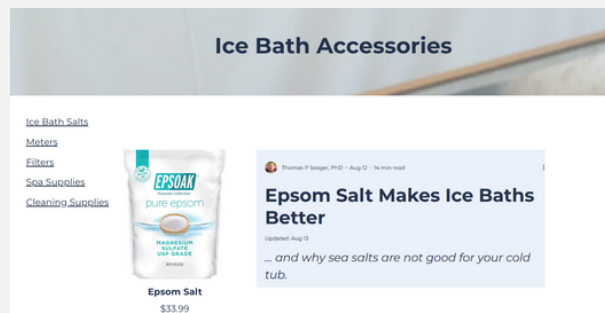 Ice Bath Accessories
Ice Bath Salts
Meters
Filters
Spa Supplies
Cleaning Supplies
EPSOAK
pure epsom
MAGNESIUM
SULFATE
USP GRADE
Epsom Salt
$33.99
Thomas P Seager, PhD • Aug 12 • 14 min read
Epsom Salt Makes Ice Baths
Better
Updated: Aug 13
... and why sea salts are not good for your cold
tub.